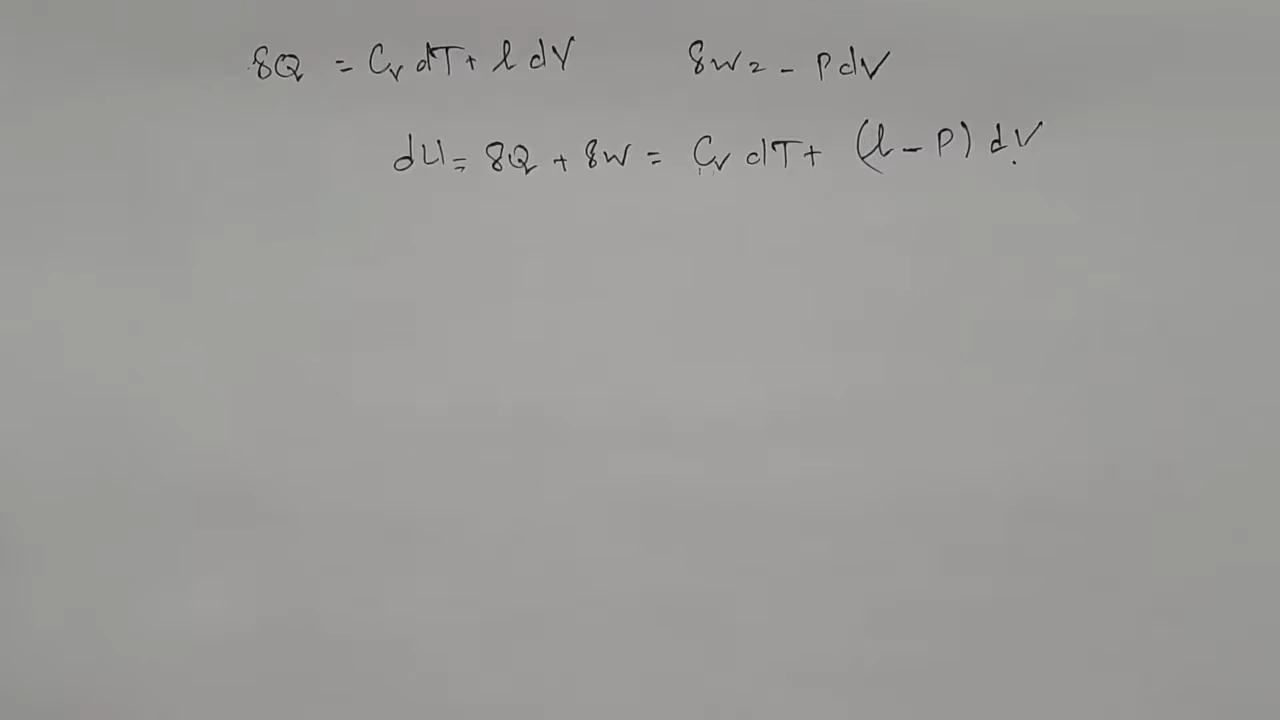 δQ = Cv dT + l dV δW = - PdV
dU = δQ + δW = Cv dT + (l - P) dV